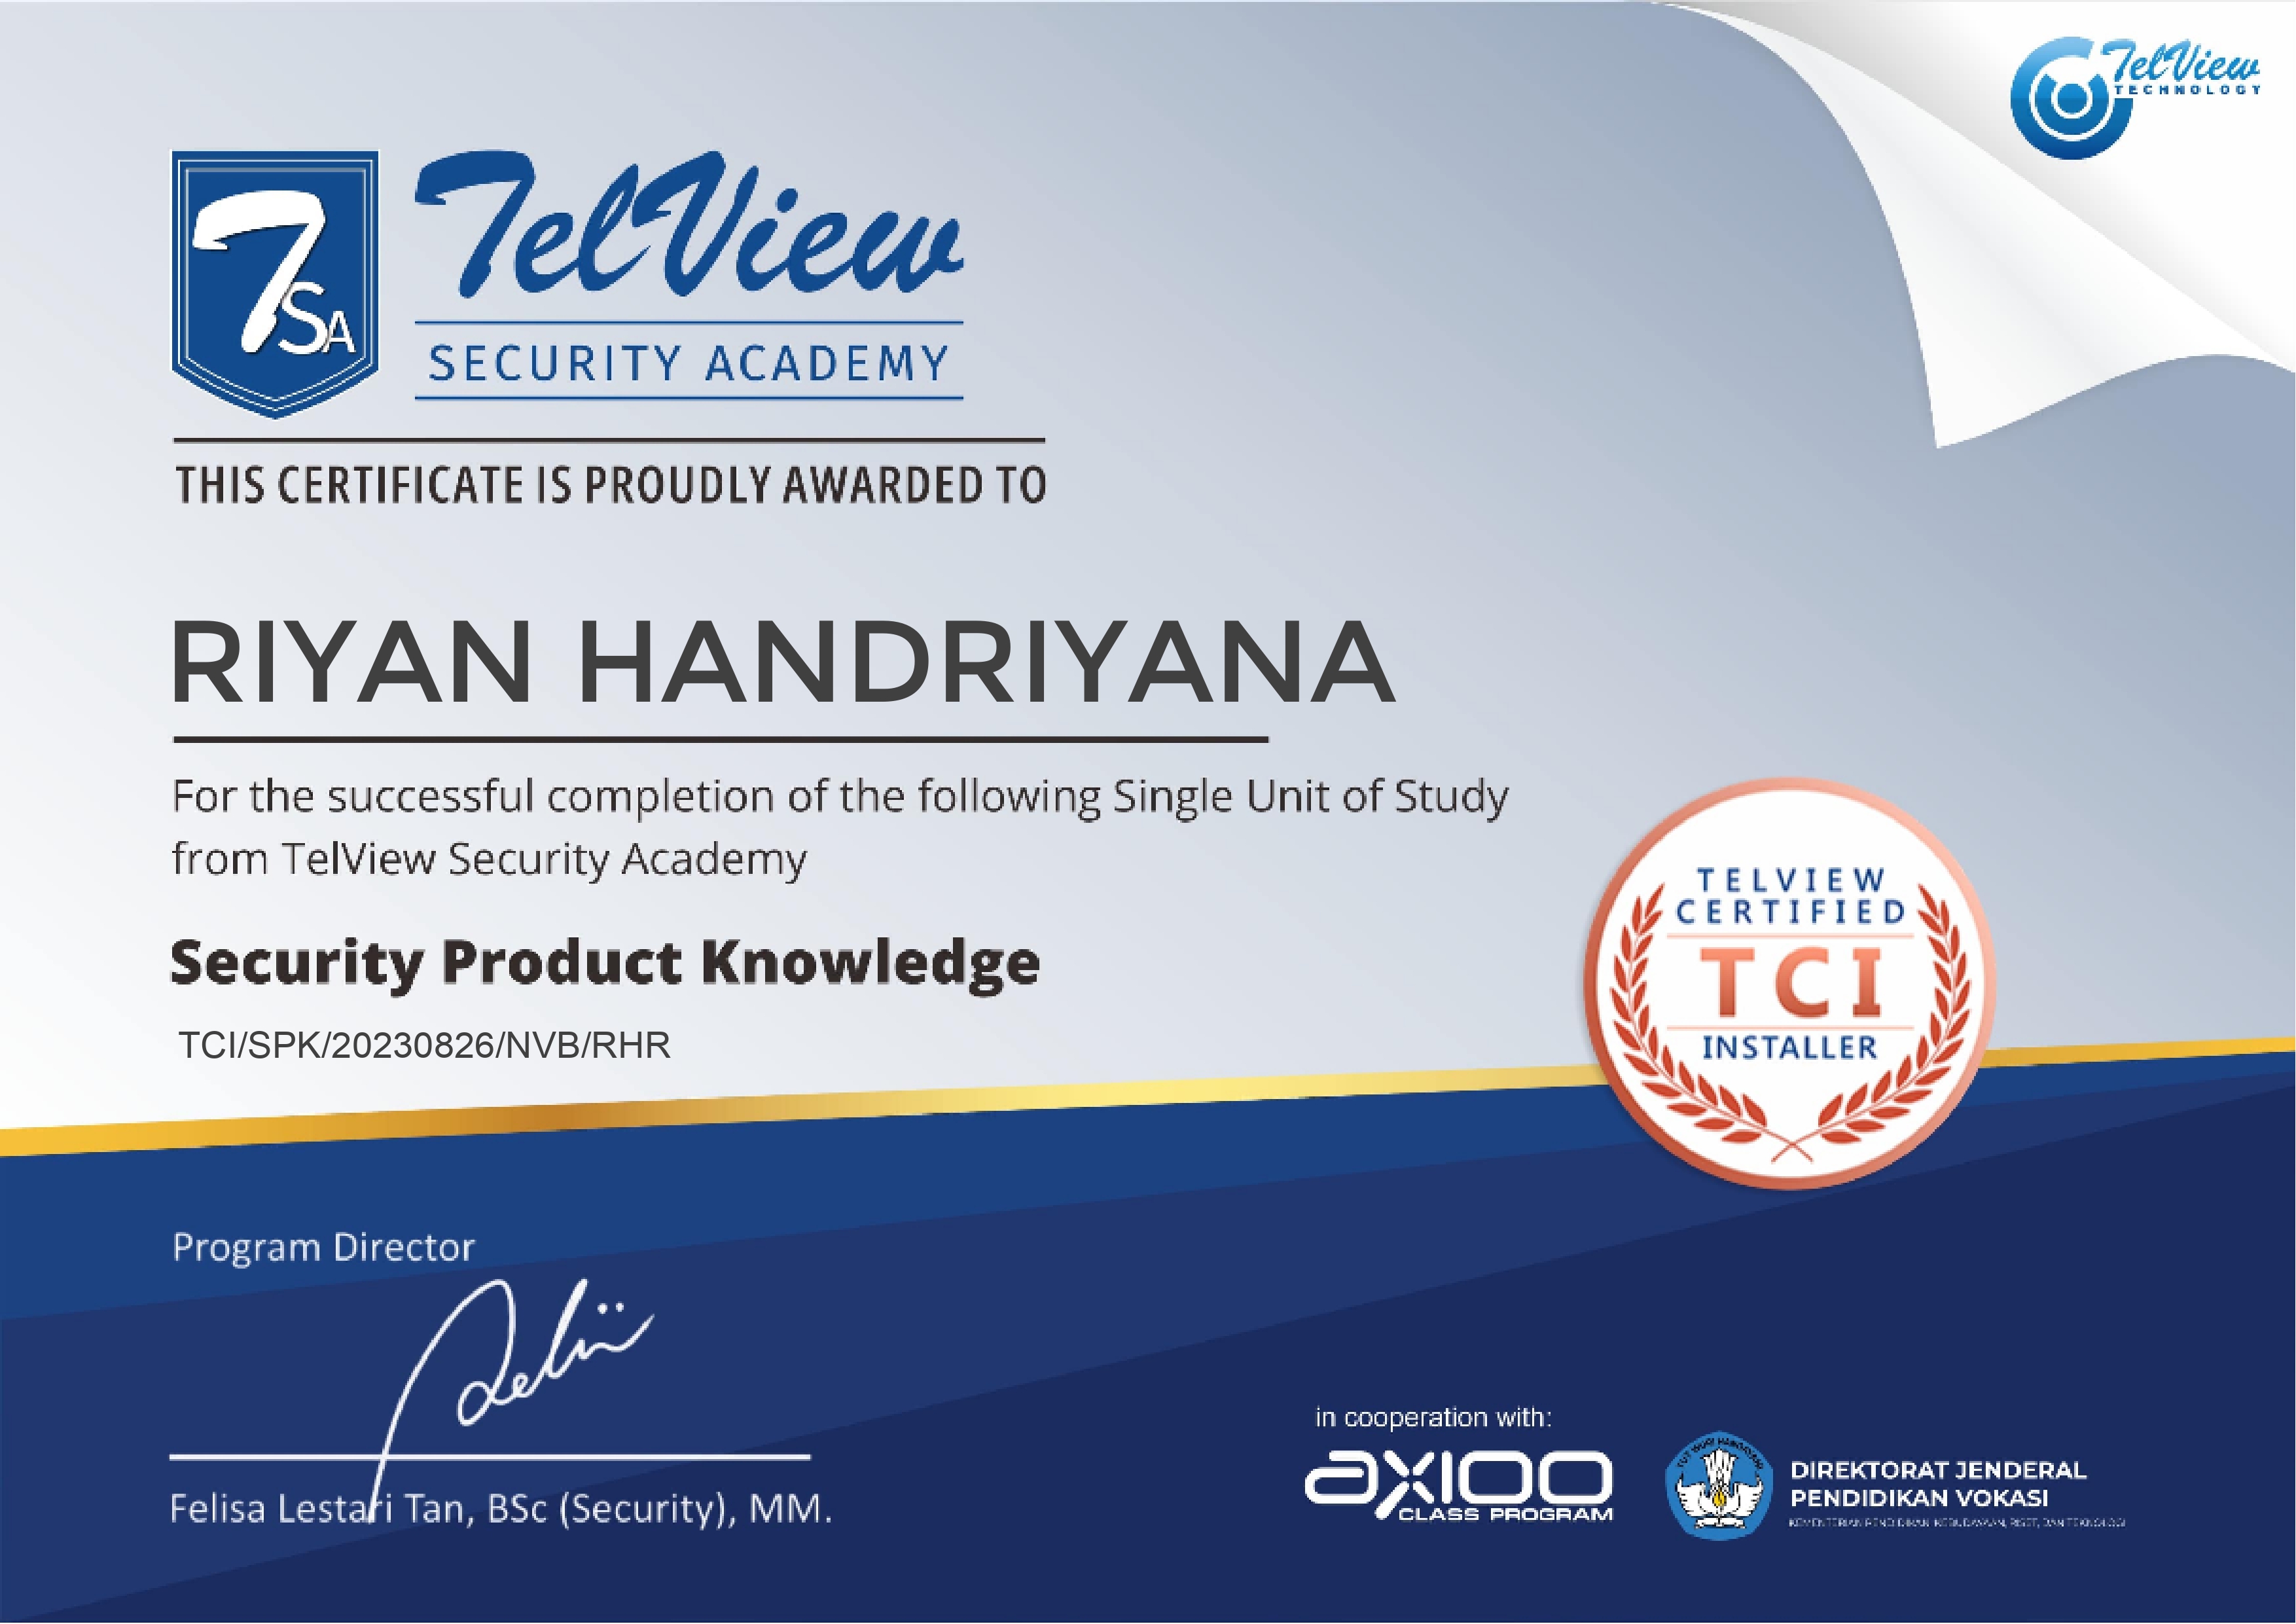 TelView
TECHNOLOGY
TSA
TelView
SECURITY ACADEMY
THIS CERTIFICATE IS PROUDLY AWARDED TO
RIYAN HANDRIYANA
For the successful completion of the following Single Unit of Study
from TelView Security Academy
Security Product Knowledge
TCI/SPK/20230826/NVB/RHR
TELVIEW
CERTIFIED
TCI
INSTALLER
Program Director
Felisa Lestari Tan, BSc (Security), MM.
in cooperation with:
axioo
CLASS PROGRAM
TUT WURI HANDAYANI
DIREKTORAT JENDERAL
PENDIDIKAN VOKASI
KEMENTERIAN PENDIDIKAN, KEBUDAYAAN, RISET, DAN TEKNOLOGI